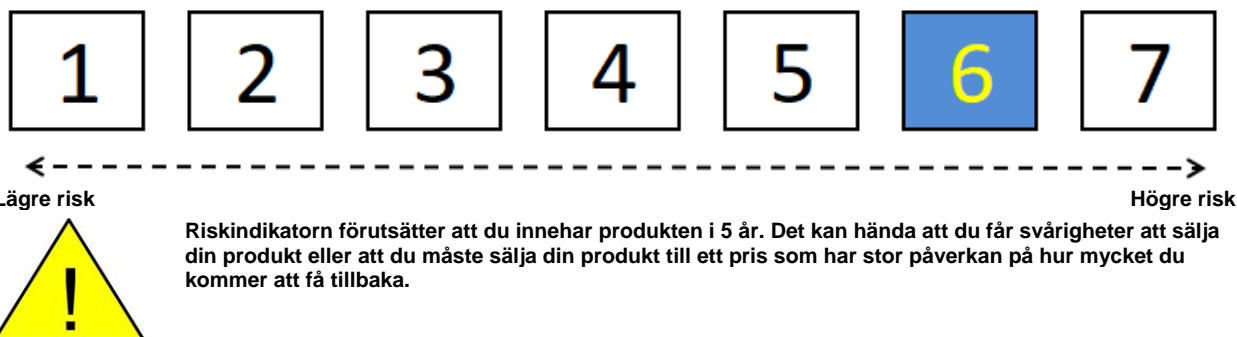 1 2 3 4 5 6 7
Lägre risk Högre risk
Riskindikatorn förutsätter att du innehar produkten i 5 år. Det kan hända att du får svårigheter att sälja
din produkt eller att du måste sälja din produkt till ett pris som har stor påverkan på hur mycket du
kommer att få tillbaka.
!